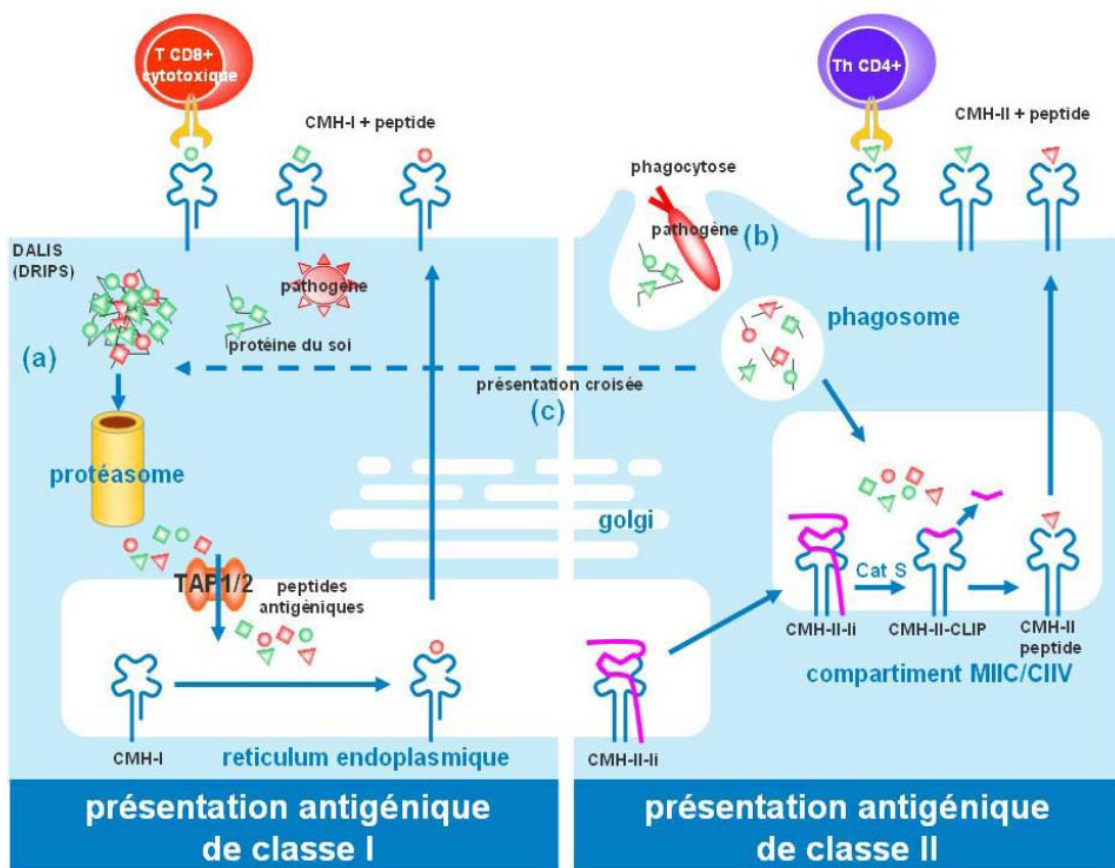 T CD8+
cytotoxique
CMH-I + peptide
DALIS
(DRIPS)
pathogène
protéine du soi
(a)
protéasome
TAP1/2
peptides
antigéniques
CMH-I
reticulum endoplasmique
présentation croisée
(c)
golgi
Th CD4+
CMH-II + peptide
phagocytose
pathogène
(b)
phagosome
Cat S
CMH-II-Ii
CMH-II-CLIP
CMH-II
peptide
compartiment MIIC/CIIV
CMH-II-Ii
présentation antigénique
de classe I
présentation antigénique
de classe II